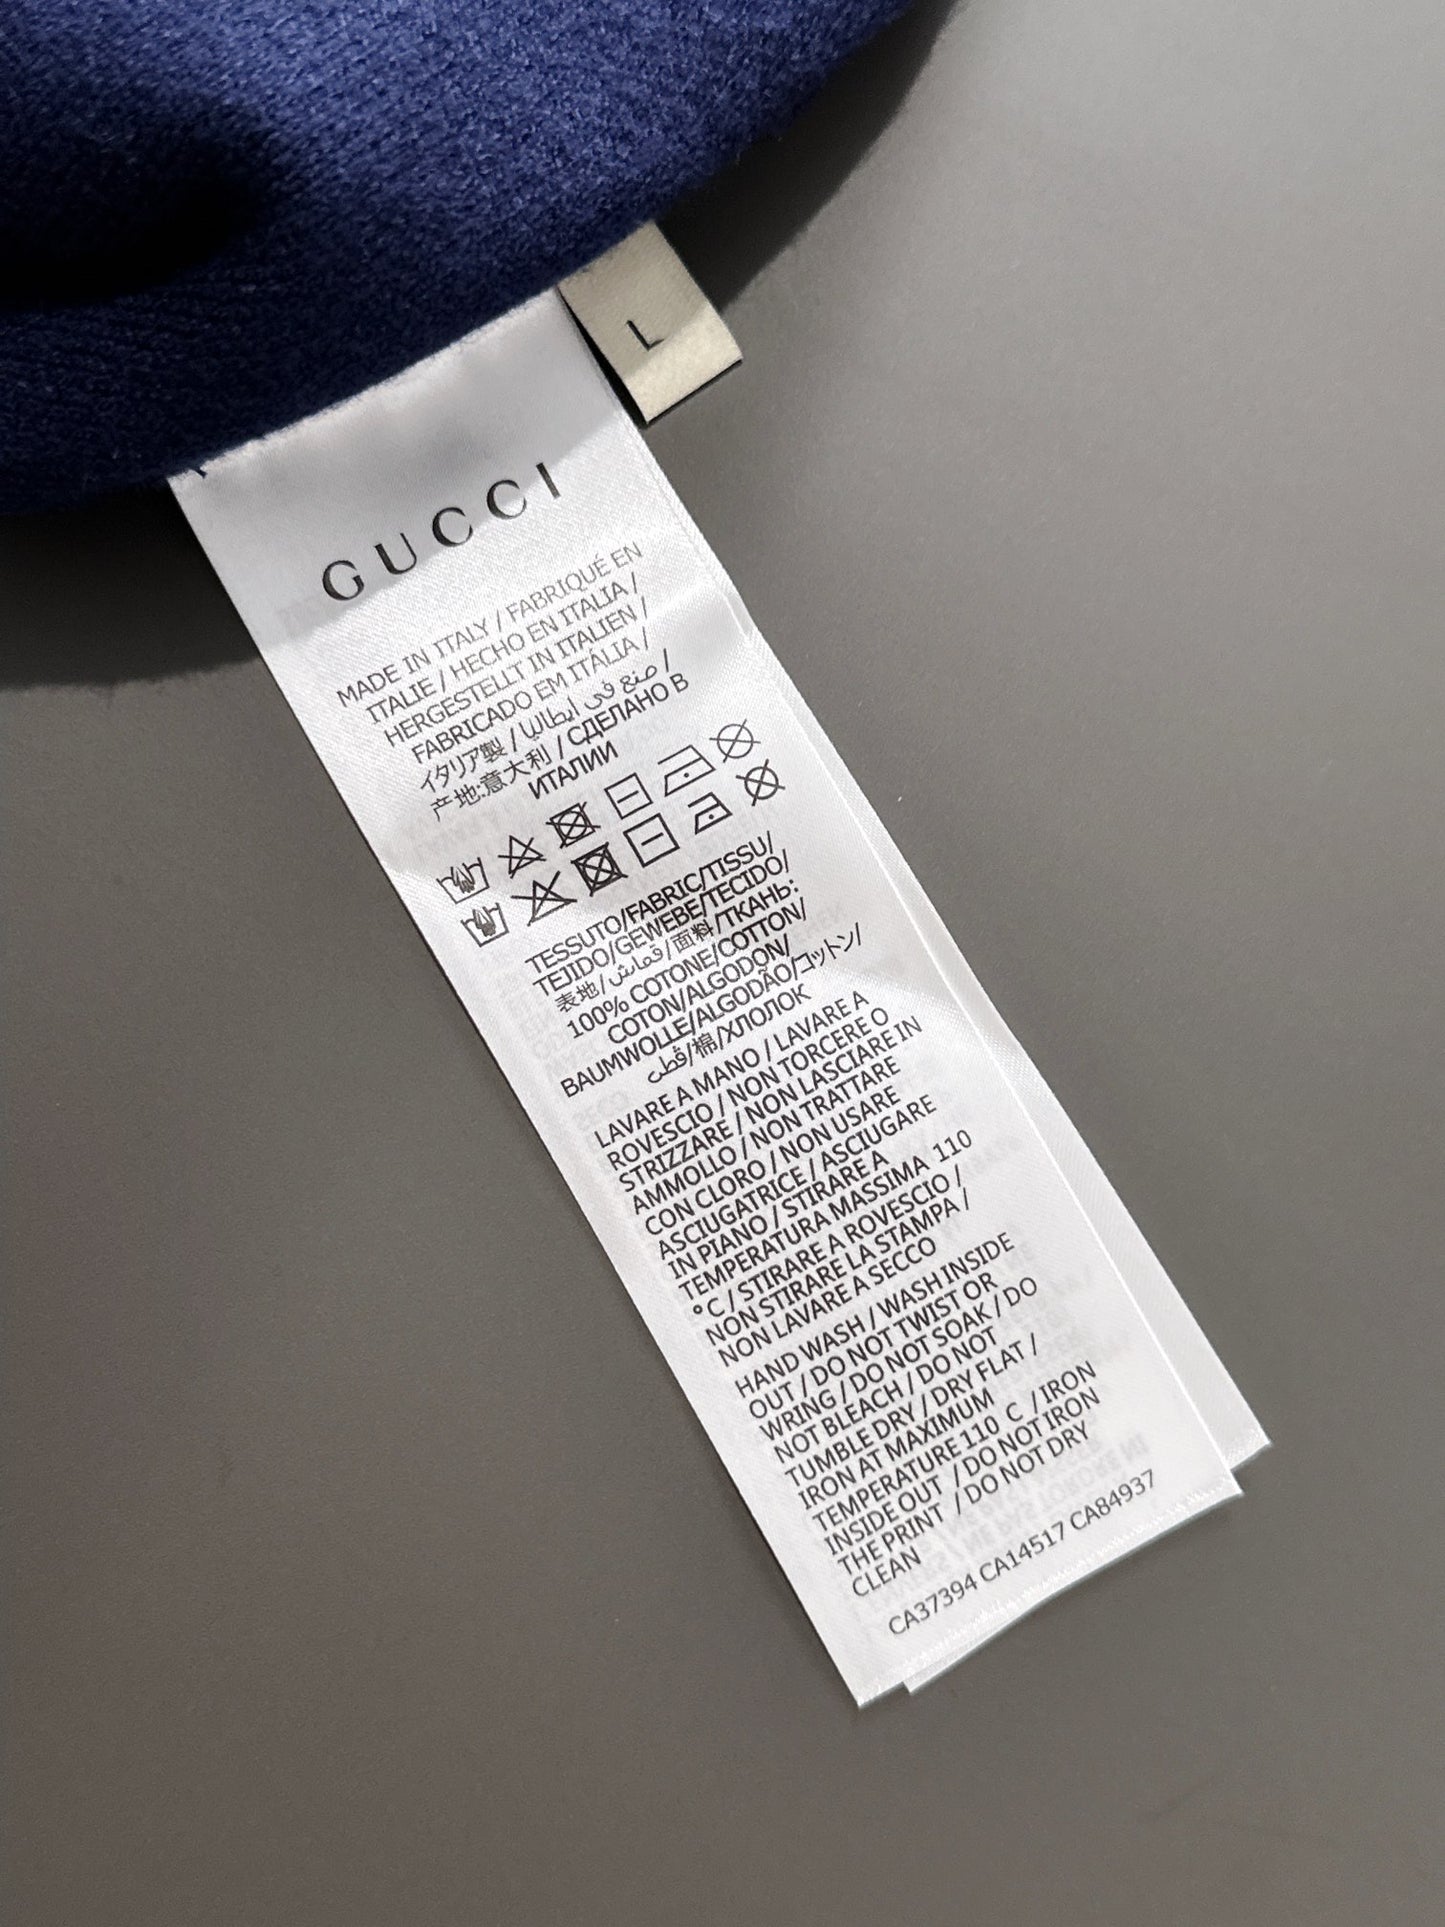 L
GUCCI
MADE IN ITALY / FABRIQUÉ EN
ITALIE / HECHO EN ITALIA /
HERGESTELLT IN ITALIEN /
FABRICADO EM ITÁLIA /
イタリア製 / صنع في ايطاليا /
产地:意大利 / СДЕЛАНО В
ИТАЛИИ
TESSUTO/FABRIC/TISSU/
TEJIDO/GEWEBE/TECIDO/
表地/قماش/面料/ТКАНЬ:
100% COTONE/COTTON/
COTON/ALGODON/
BAUMWOLLE/ALGODÃO/コットン/
قطن/棉/ХЛОПОК
LAVARE A MANO / LAVARE A
ROVESCIO / NON TORCERE O
STRIZZARE / NON LASCIARE IN
AMMOLLO / NON TRATTARE
CON CLORO / NON USARE
ASCIUGATRICE / ASCIUGARE
IN PIANO / STIRARE A
TEMPERATURA MASSIMA 110
°C / STIRARE A ROVESCIO /
NON STIRARE LA STAMPA /
NON LAVARE A SECCO
HAND WASH / WASH INSIDE
OUT / DO NOT TWIST OR
WRING / DO NOT SOAK / DO
NOT BLEACH / DO NOT
TUMBLE DRY / DRY FLAT /
IRON AT MAXIMUM
TEMPERATURE 110 C / IRON
INSIDE OUT / DO NOT IRON
THE PRINT / DO NOT DRY
CLEAN
CA37394 CA14517 CA84937